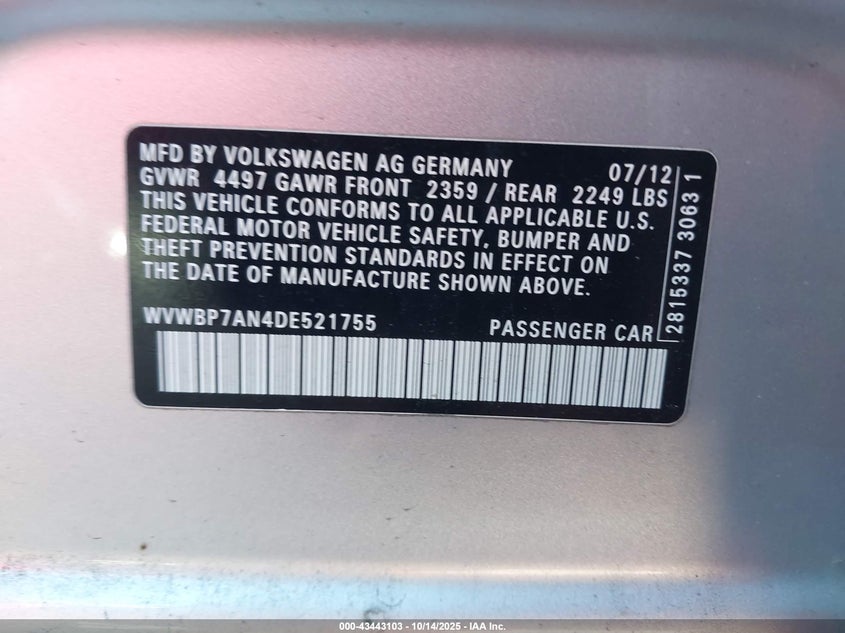 MFD BY VOLKSWAGEN AG GERMANY 07/12
GVWR 4497 GAWR FRONT 2359 / REAR 2249 LBS
THIS VEHICLE CONFORMS TO ALL APPLICABLE U.S.
FEDERAL MOTOR VEHICLE SAFETY, BUMPER AND
THEFT PREVENTION STANDARDS IN EFFECT ON
THE DATE OF MANUFACTURE SHOWN ABOVE.
WVWBP7AN4DE521755 PASSENGER CAR
2815337 3063 1
000-43443103 - 10/14/2025 - IAA Inc.